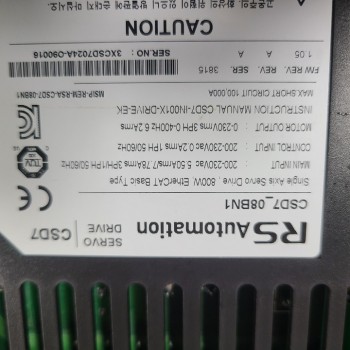 RS Automation
SERVO DRIVE
CSD7
CSD7_08BN1
Single Axis Servo Drive, 800W, EtherCAT Basic Type
MAIN INPUT 200-230Vac 5.50Arms/7.78Arms 3PH/1PH 50/60Hz
CONTROL INPUT 200-230Vac 0.2Arms 1PH 50/60Hz
MOTOR OUTPUT 0-230Vrms 3PH 0-400Hz 6.2Arms
INSTRUCTION MANUAL CSD7-IN001X-DRIVE-EK
MAX.SHORT CIRCUIT 100,000A
F/W REV. REV. SER. 3815
1.05 A A
MSIP-REM-RSA-CSD7-08BN1
SER.NO : 3XCSD7024A-090016
CAUTION